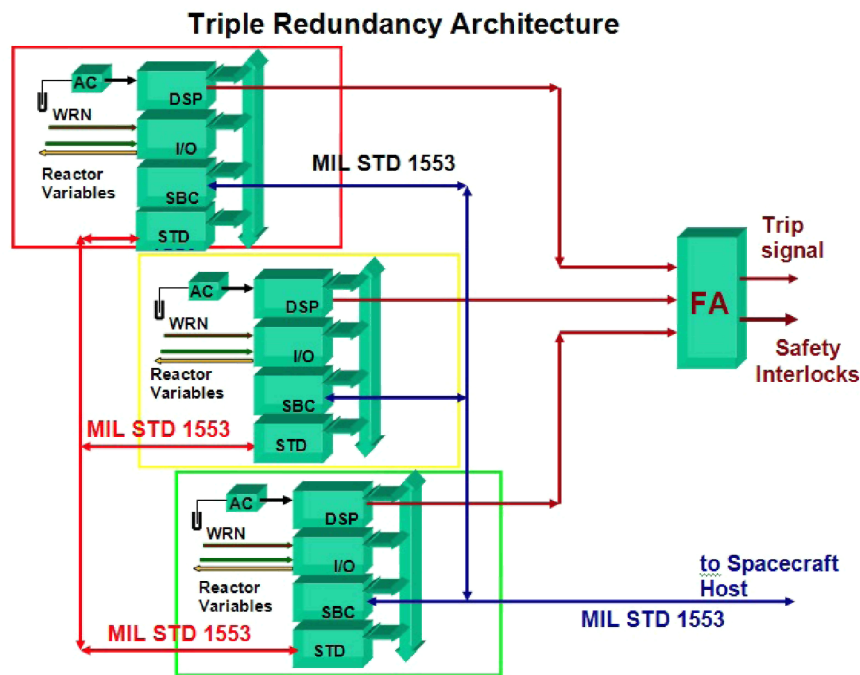 Triple Redundancy Architecture
AC
DSP
WRN
I/O
Reactor
Variables
SBC
STD
MIL STD 1553
AC
DSP
WRN
I/O
Reactor
Variables
SBC
MIL STD 1553
STD
AC
DSP
WRN
I/O
Reactor
Variables
SBC
MIL STD 1553
STD
FA
Trip
signal
Safety
Interlocks
to Spacecraft
Host
MIL STD 1553